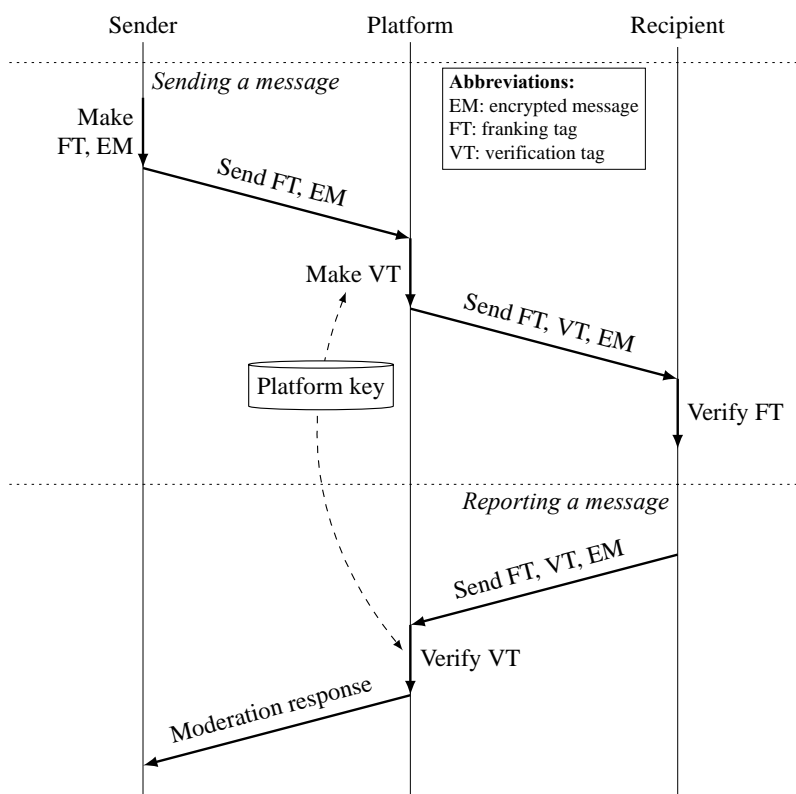 Sender
Platform
Recipient
Sending a message
Abbreviations:
EM: encrypted message
FT: franking tag
VT: verification tag
Make
FT, EM
Send FT, EM
Make VT
Send FT, VT, EM
Platform key
Verify FT
Reporting a message
Send FT, VT, EM
Verify VT
Moderation response